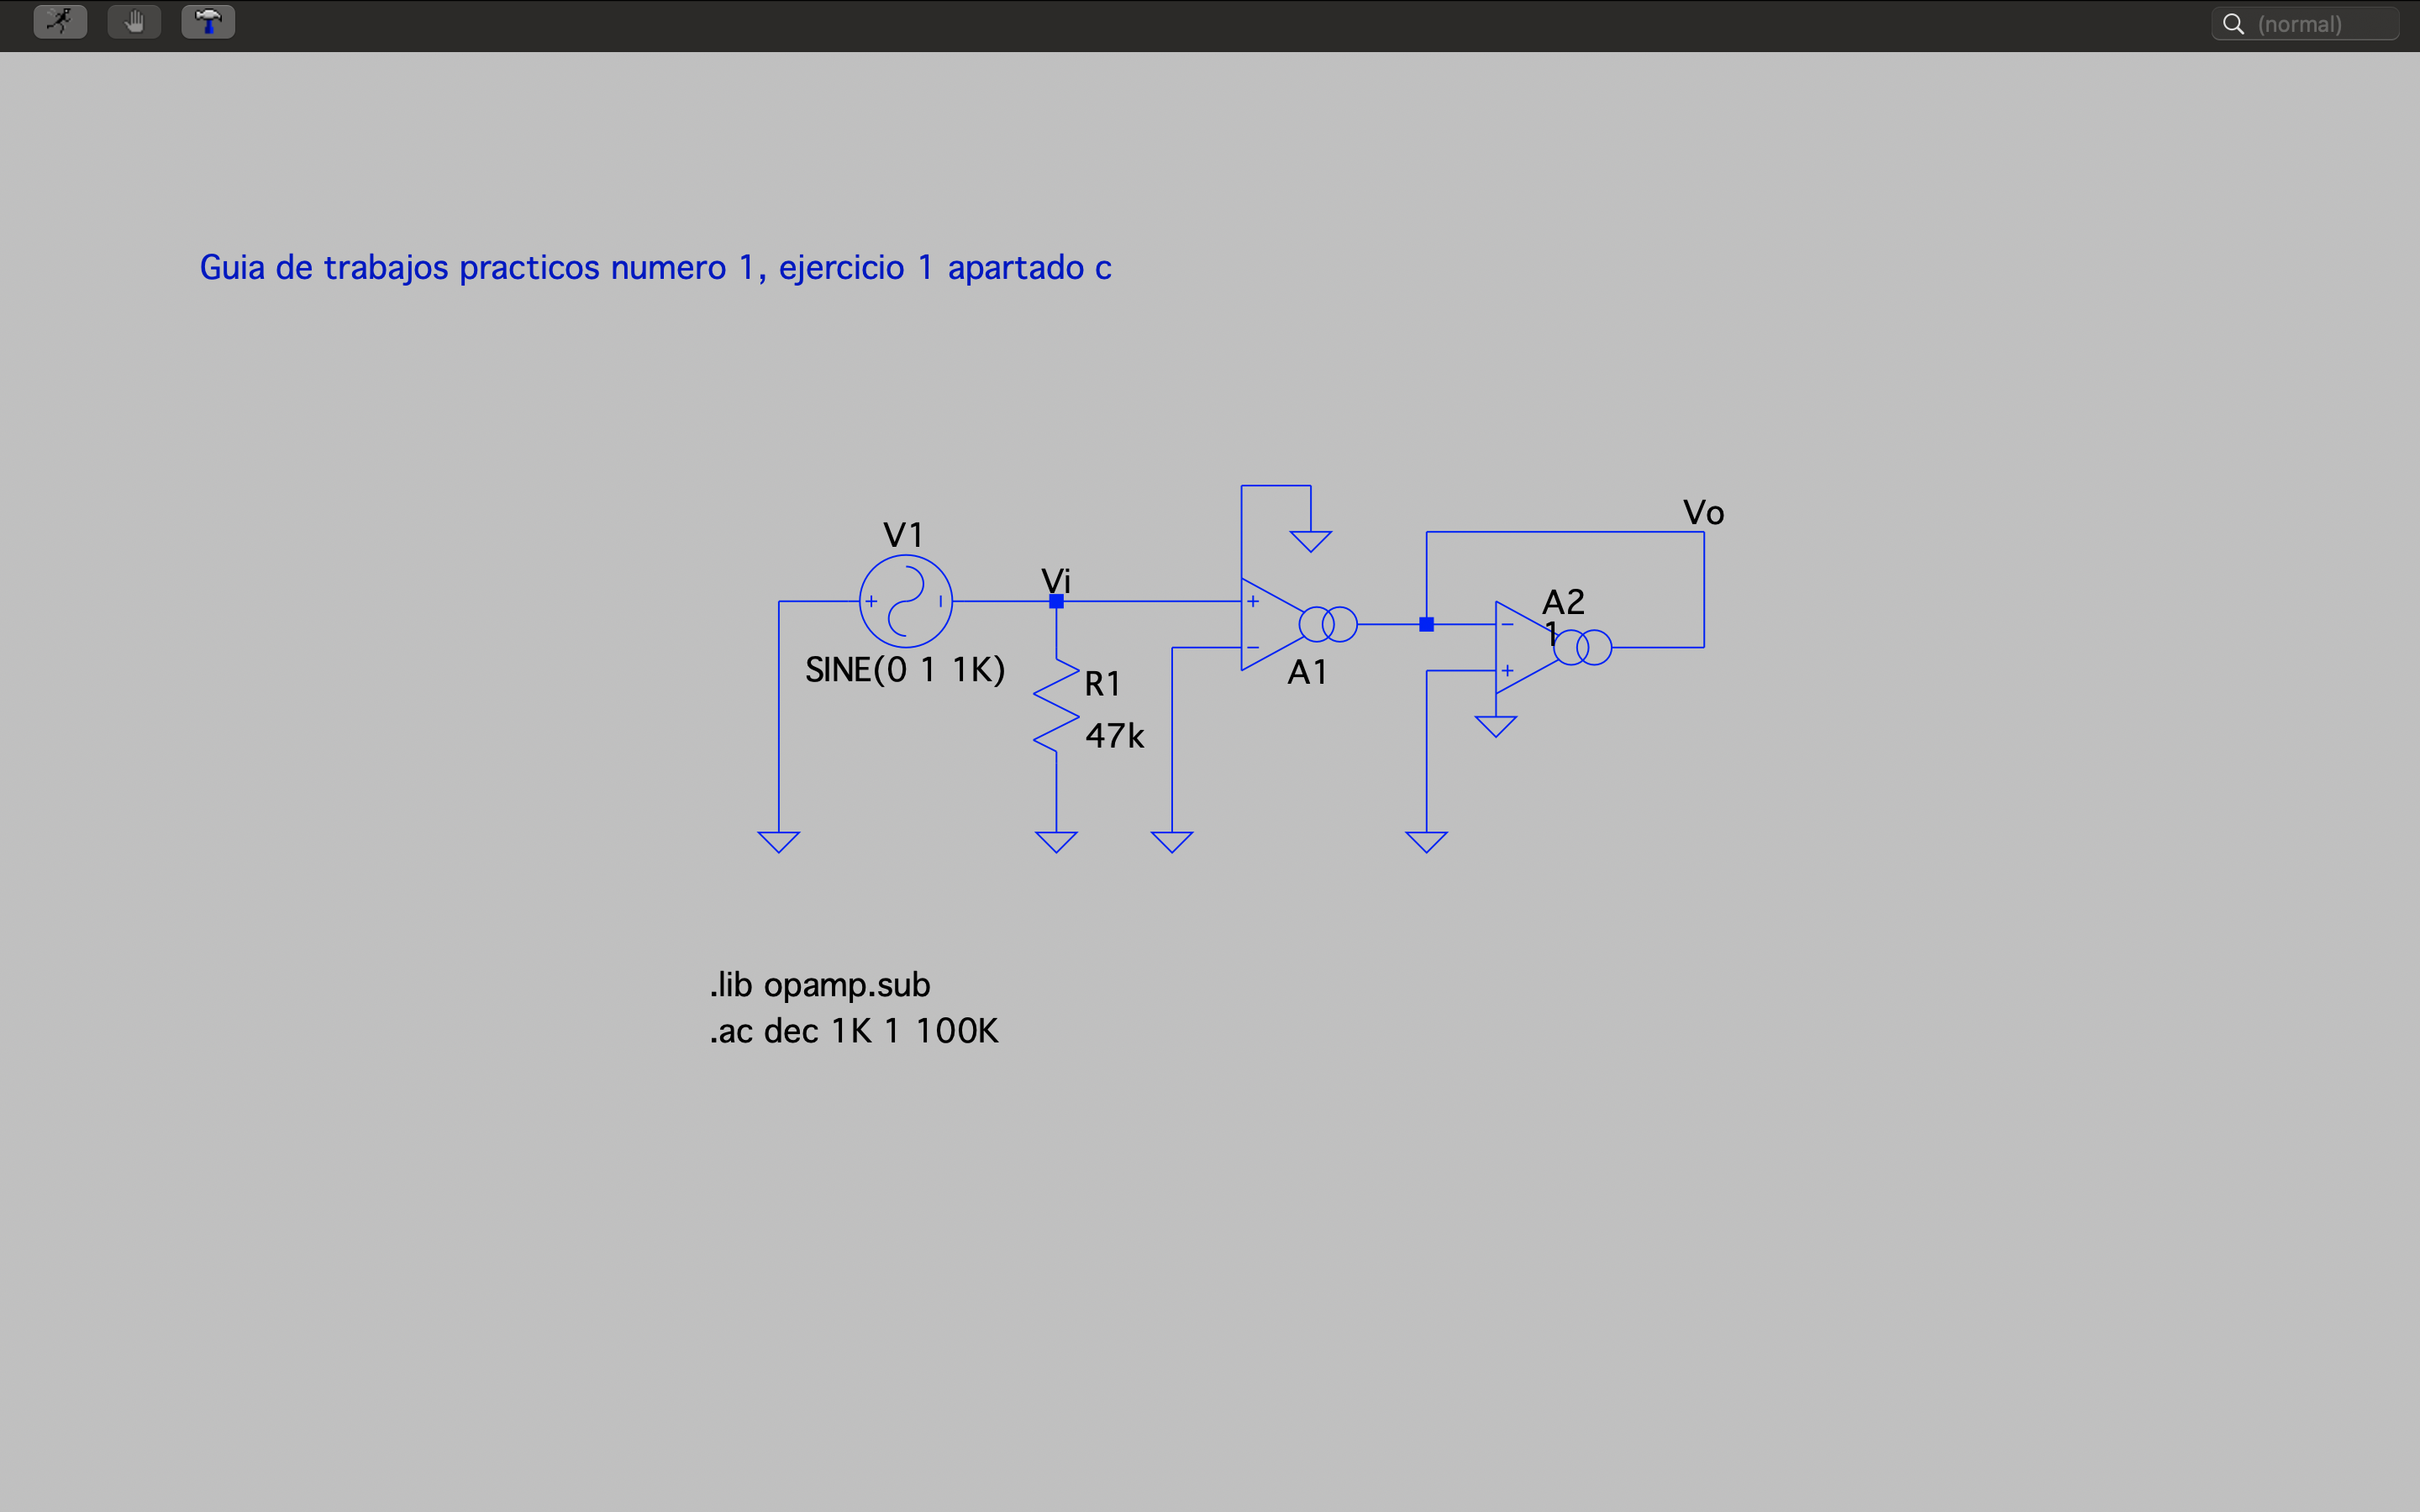 (normal)
Guia de trabajos practicos numero 1, ejercicio 1 apartado c
V1
Vi
Vo
A2
1
+
SINE(0 1 1K)
R1
47k
+
-
A1
-
+
.lib opamp.sub
.ac dec 1K 1 100K